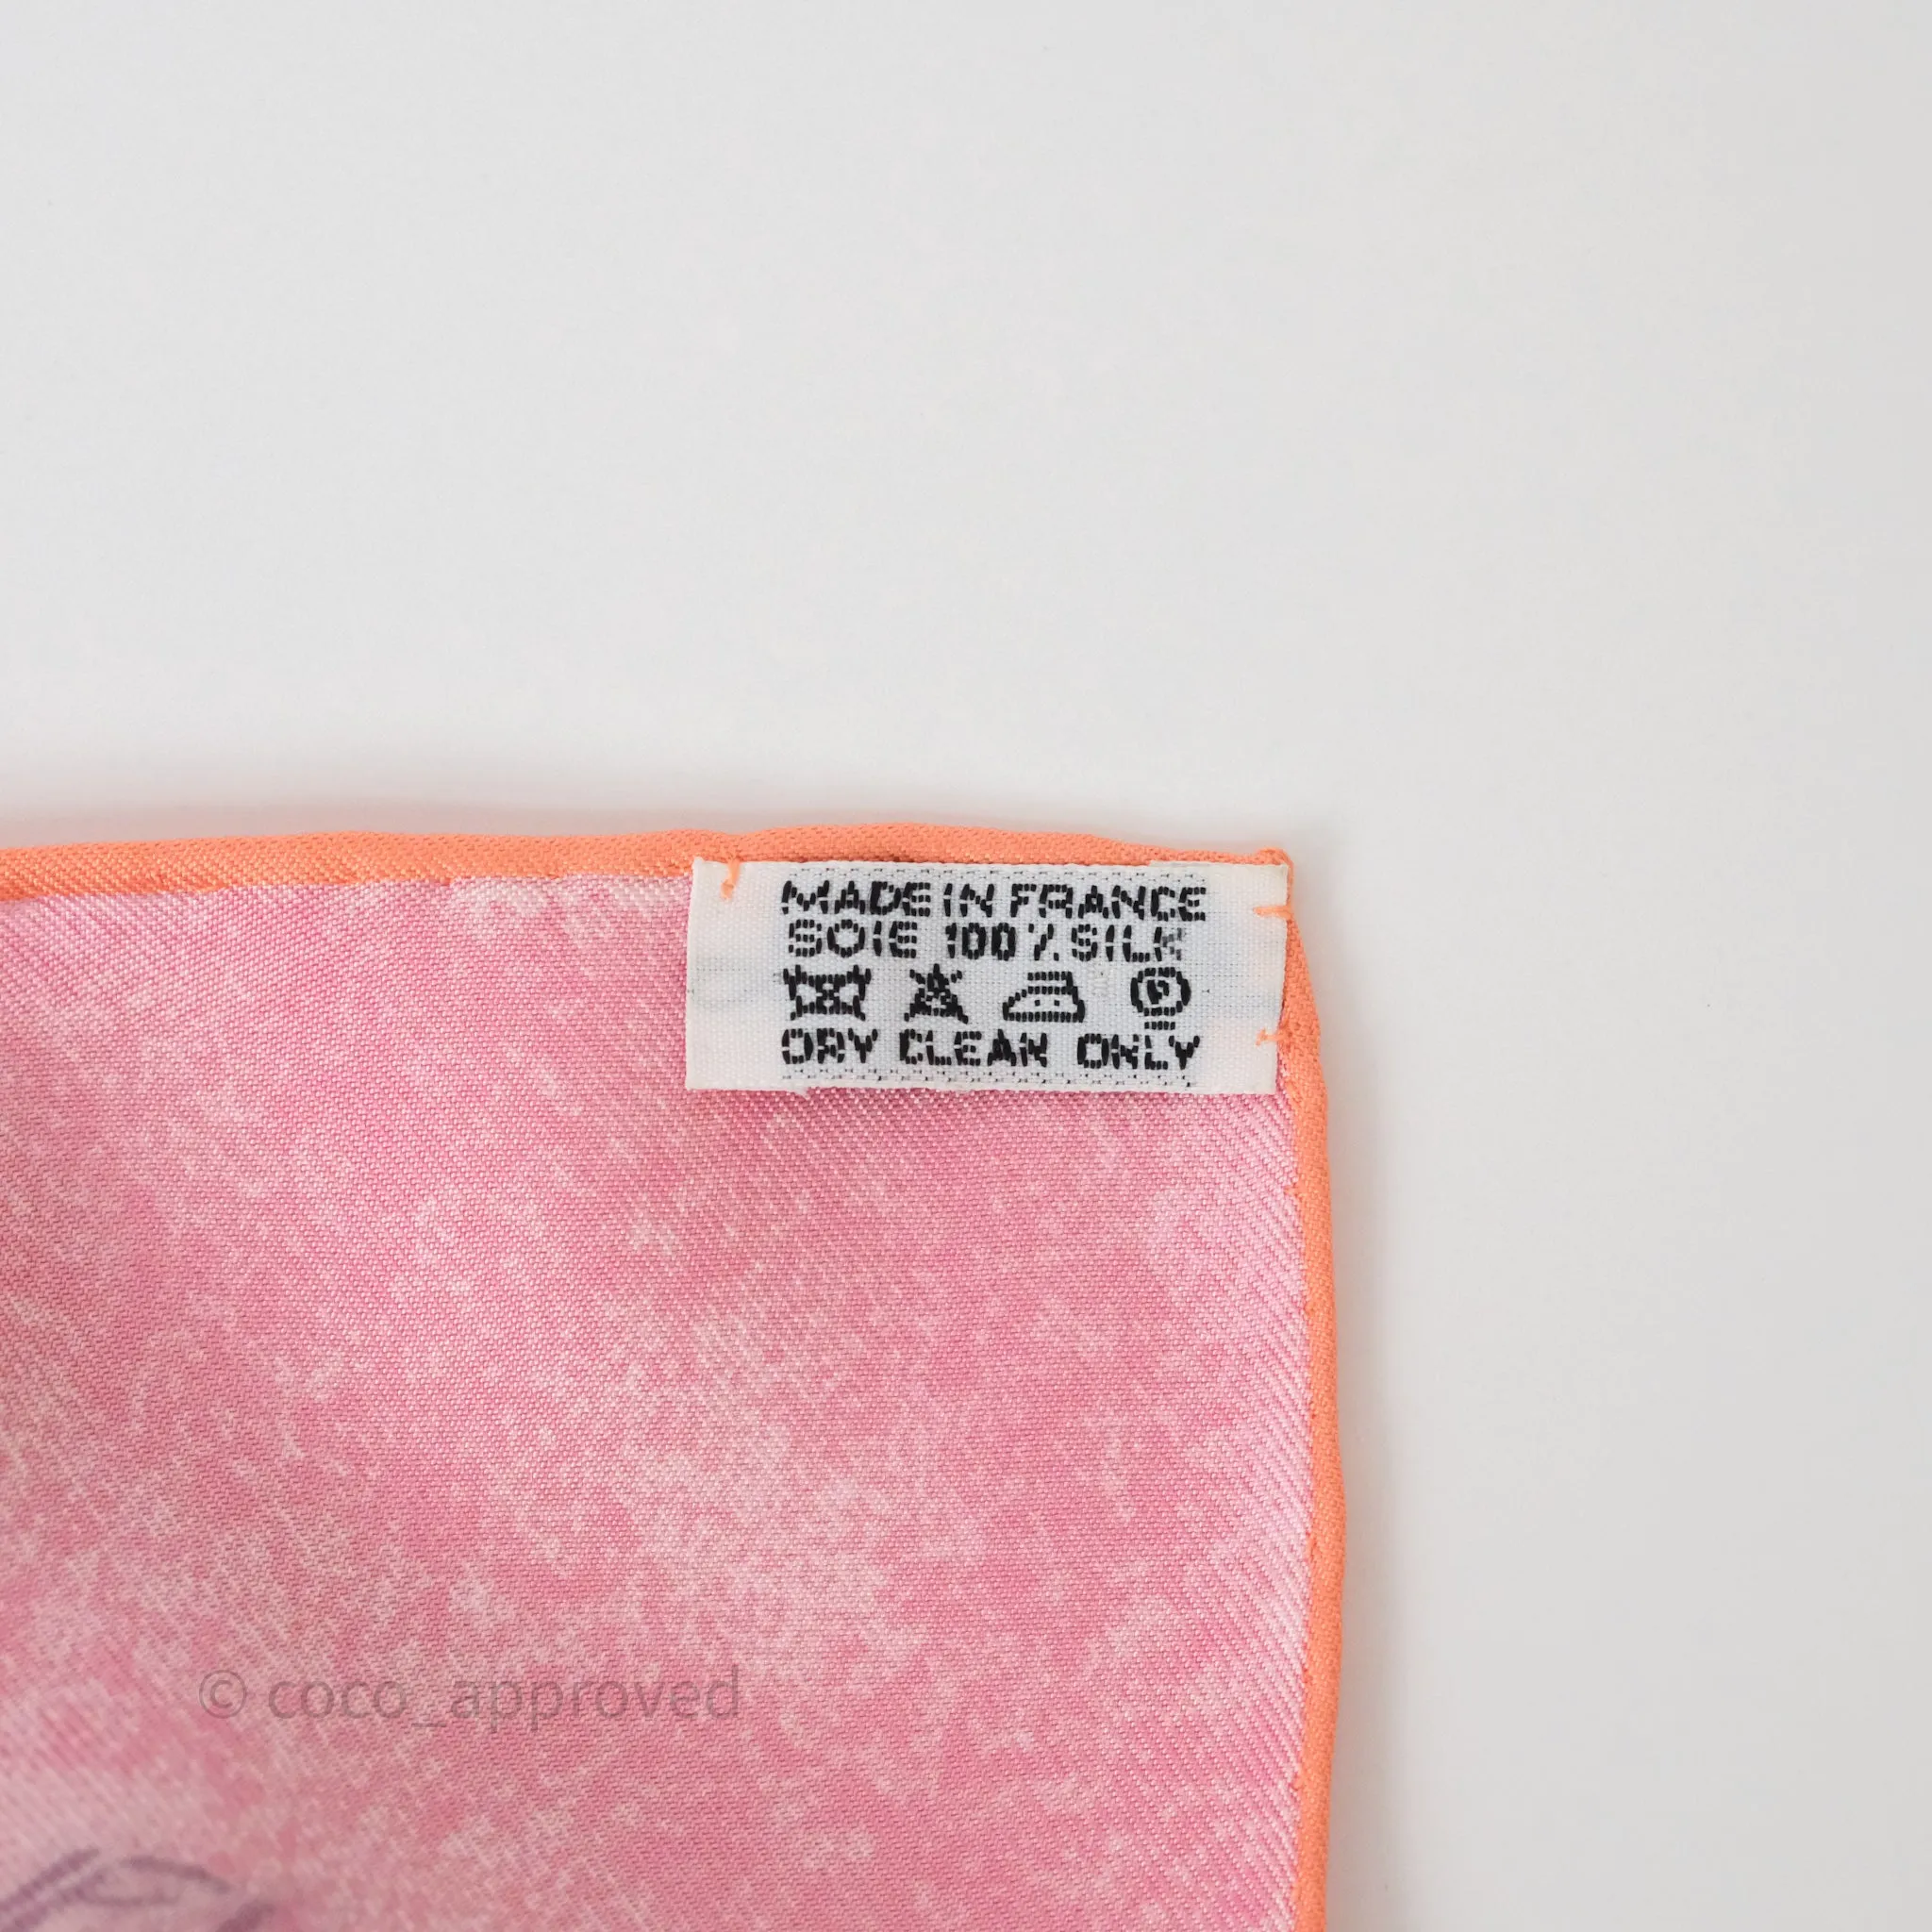 MADE IN FRANCE
SOIE 100% SILK
P
DRY CLEAN ONLY
© coco_approved